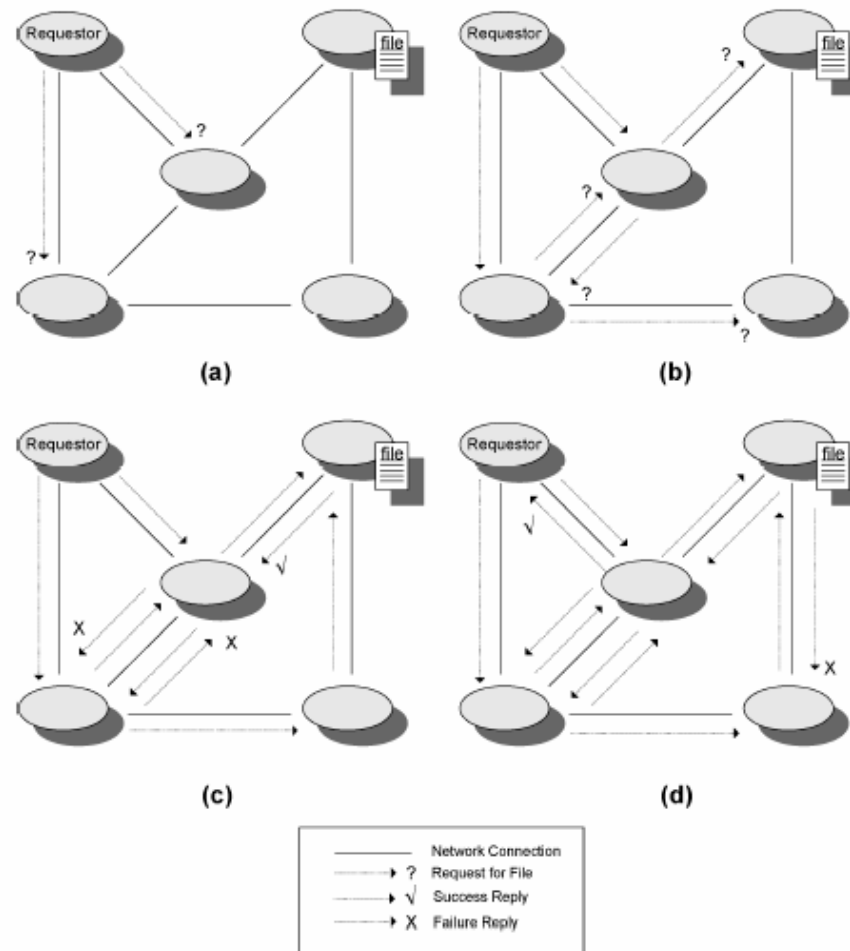 Requestor
file
?
?
(a)
Requestor
file
?
?
?
?
(b)
Requestor
file
√
X
X
(c)
Requestor
file
√
X
(d)
Network Connection
? Request for File
√ Success Reply
X Failure Reply